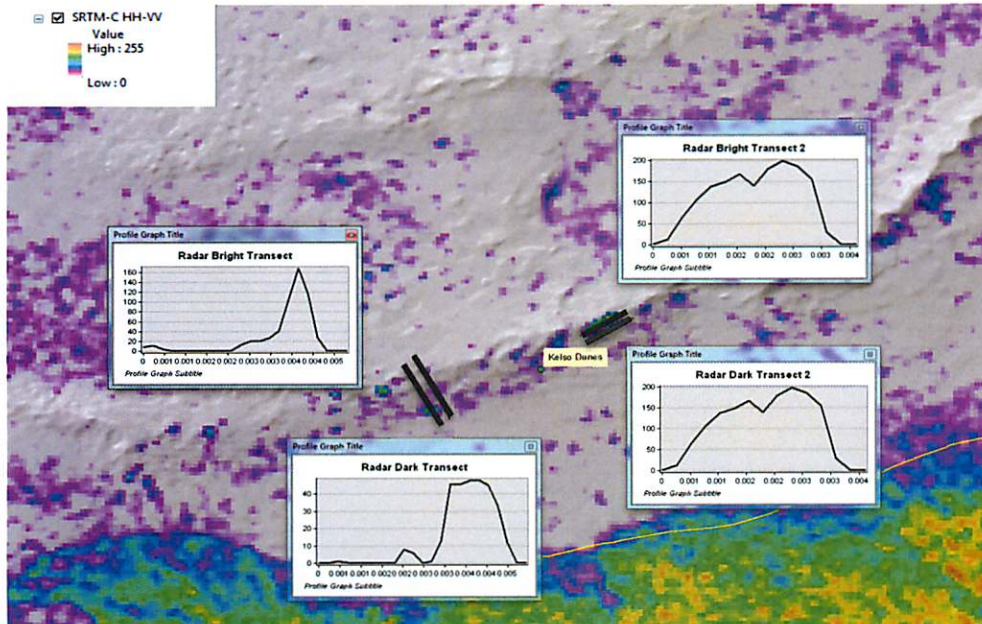 SRTM-C HH-VV
Value
High : 255
Low : 0
Profile Graph Title
Radar Bright Transect 2
200
150
100
50
0
0 0.001 0.001 0.002 0.002 0.003 0.003 0.004
Profile Graph Subtitle
Profile Graph Title
Radar Bright Transect
160
140
120
100
80
60
40
20
0
0 0.001 0.001 0.002 0.002 0.003 0.004 0.004 0.005
Profile Graph Subtitle
Kelso Dunes
Profile Graph Title
Radar Dark Transect 2
200
150
100
50
0
0 0.001 0.001 0.002 0.002 0.003 0.003 0.004
Profile Graph Subtitle
Profile Graph Title
Radar Dark Transect
40
30
20
10
0
0 0.001 0.001 0.002 0.002 0.003 0.004 0.004 0.005
Profile Graph Subtitle